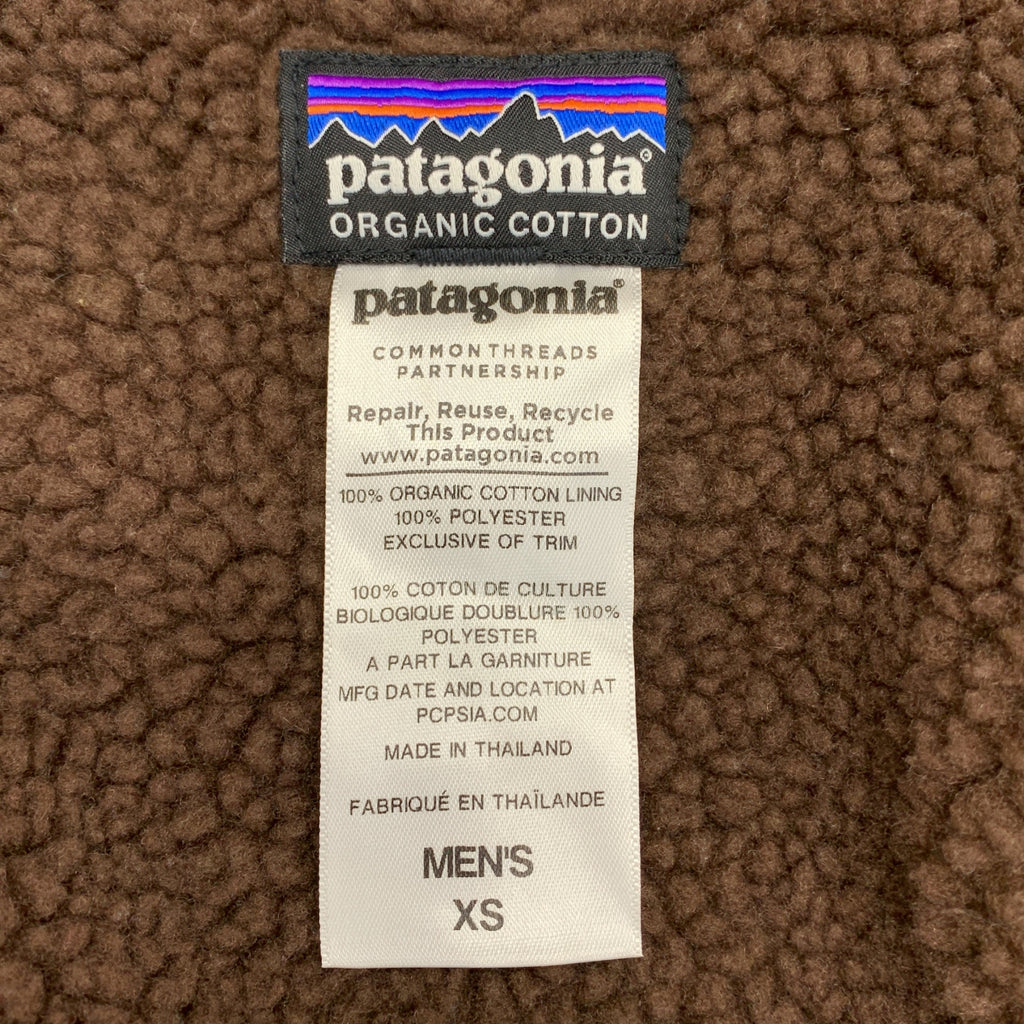 patagonia®
ORGANIC COTTON
patagonia®
COMMON THREADS
PARTNERSHIP
Repair, Reuse, Recycle
This Product
www.patagonia.com
100% ORGANIC COTTON LINING
100% POLYESTER
EXCLUSIVE OF TRIM
100% COTON DE CULTURE
BIOLOGIQUE DOUBLURE 100%
POLYESTER
A PART LA GARNITURE
MFG DATE AND LOCATION AT
PCPSIA.COM
MADE IN THAILAND
FABRIQUÉ EN THAÏLANDE
MEN'S
XS